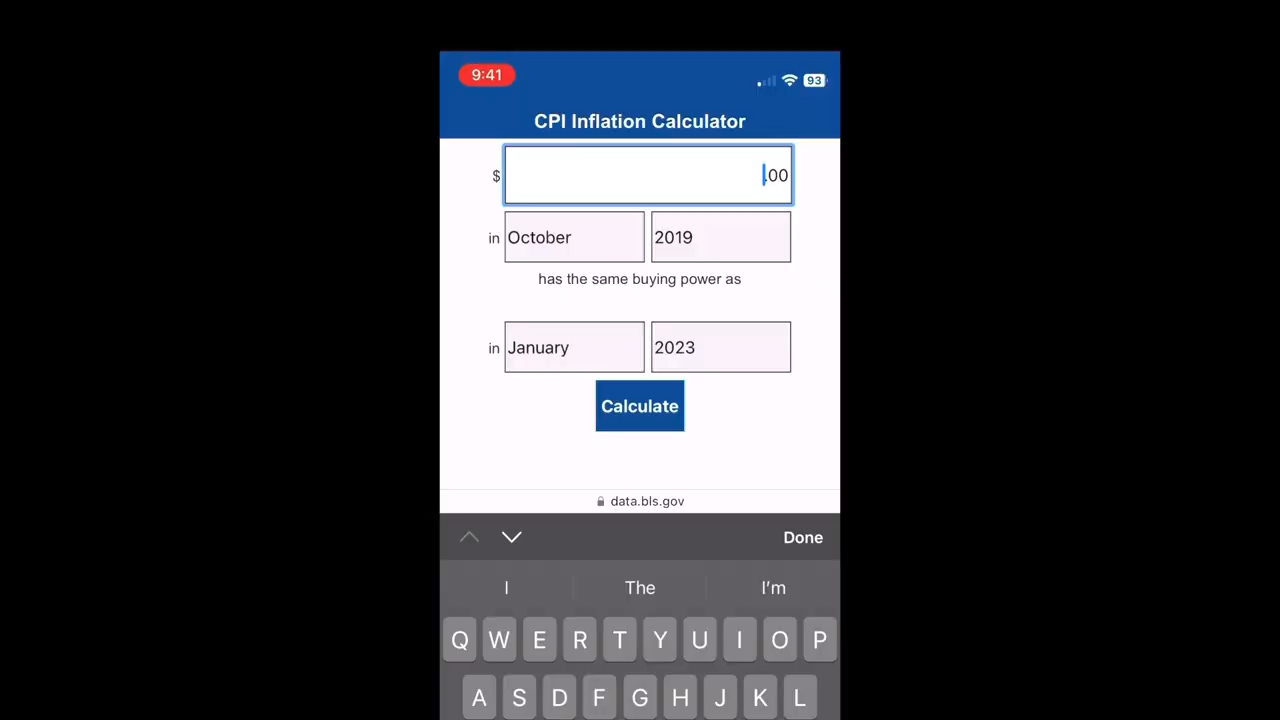 9:41
93
CPI Inflation Calculator
$ .00
in October 2019
has the same buying power as
in January 2023
Calculate
data.bls.gov
Done
I The I'm
Q W E R T Y U I O P
A S D F G H J K L